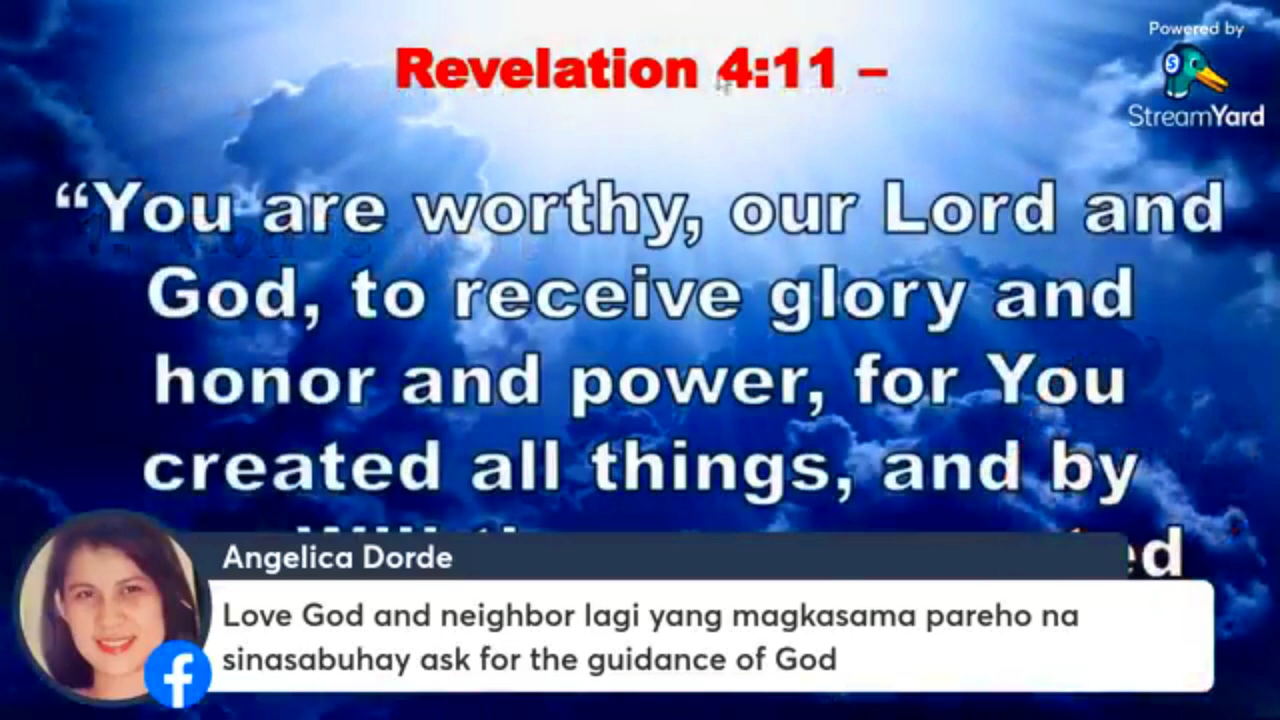 Powered by
StreamYard
Revelation 4:11 –
“You are worthy, our Lord and
God, to receive glory and
honor and power, for You
created all things, and by
Angelica Dorde
Love God and neighbor lagi yang magkasama pareho na
sinasabuhay ask for the guidance of God